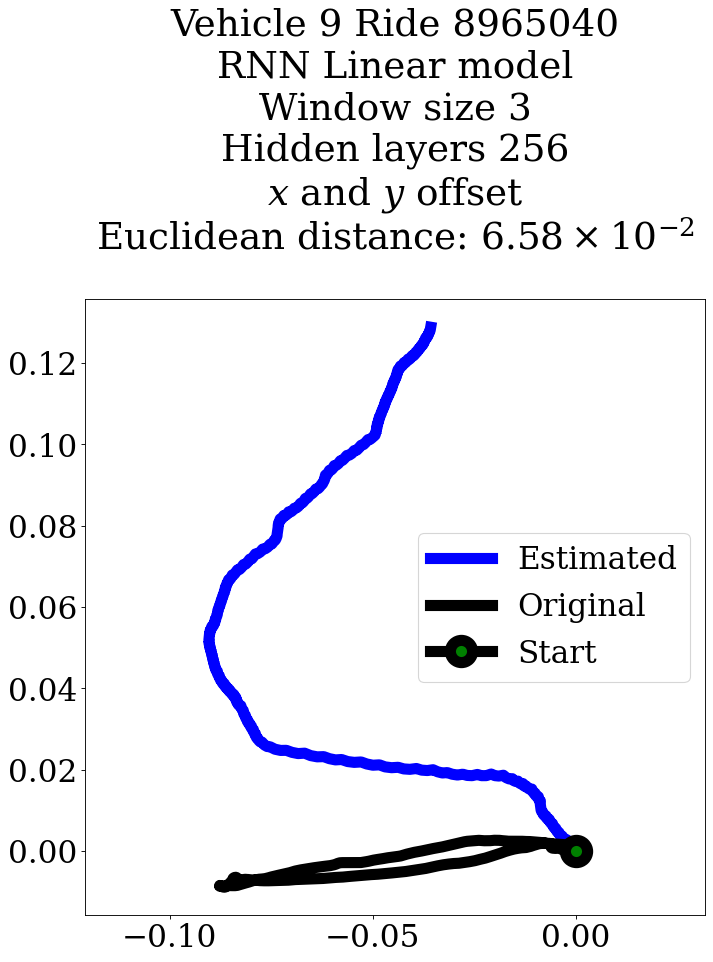 Vehicle 9 Ride 8965040
RNN Linear model
Window size 3
Hidden layers 256
x and y offset
Euclidean distance: 6.58 × 10⁻²
0.12
0.10
0.08
0.06
0.04
0.02
0.00
Estimated
Original
Start
−0.10
−0.05
0.00